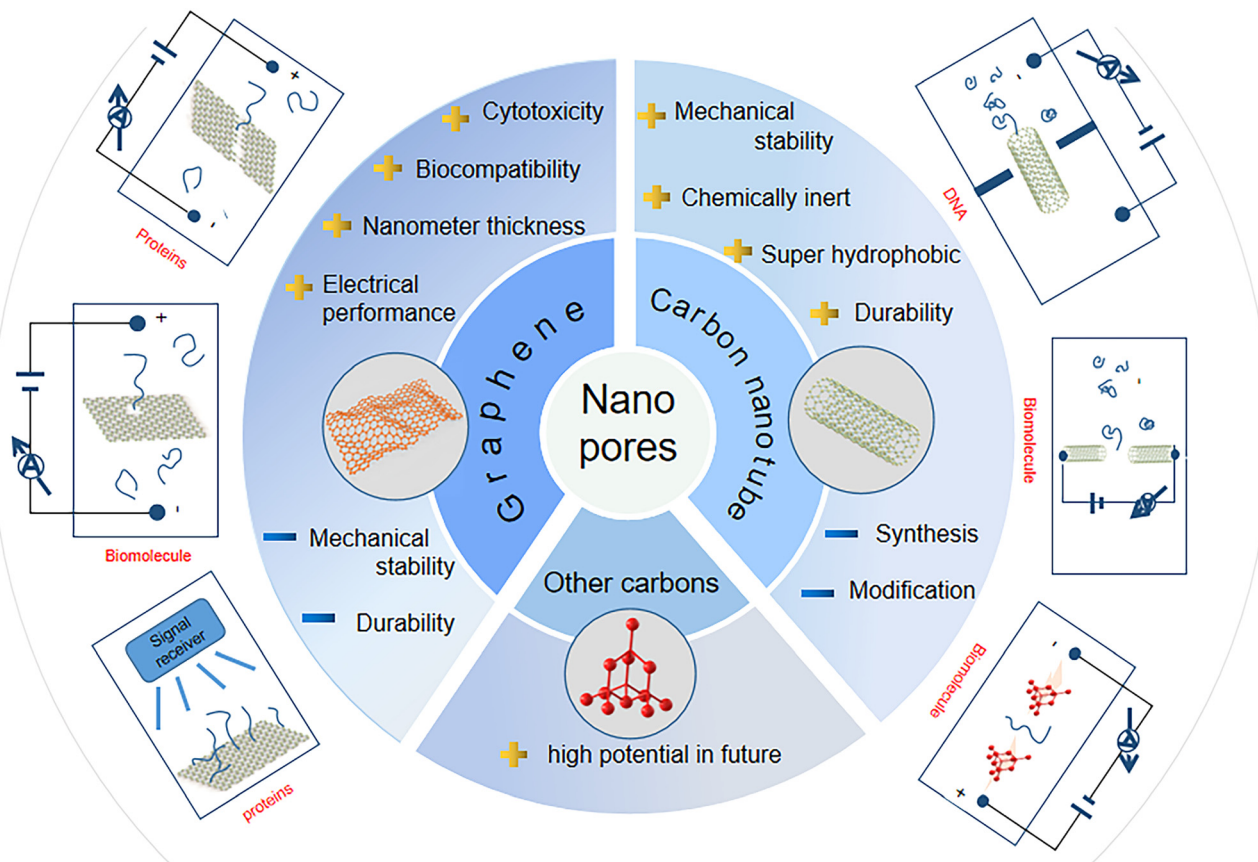 Nano
pores
Graphene
Cytotoxicity
Biocompatibility
Nanometer thickness
Electrical
performance
Mechanical
stability
Durability
Carbon nanotube
Mechanical
stability
Chemically inert
Super hydrophobic
Durability
Synthesis
Modification
Other carbons
high potential in future
A
+
-
Proteins
A
+
-
Biomolecule
Signal
receiver
proteins
A
-
DNA
Biomolecule
A
-
+
Biomolecule